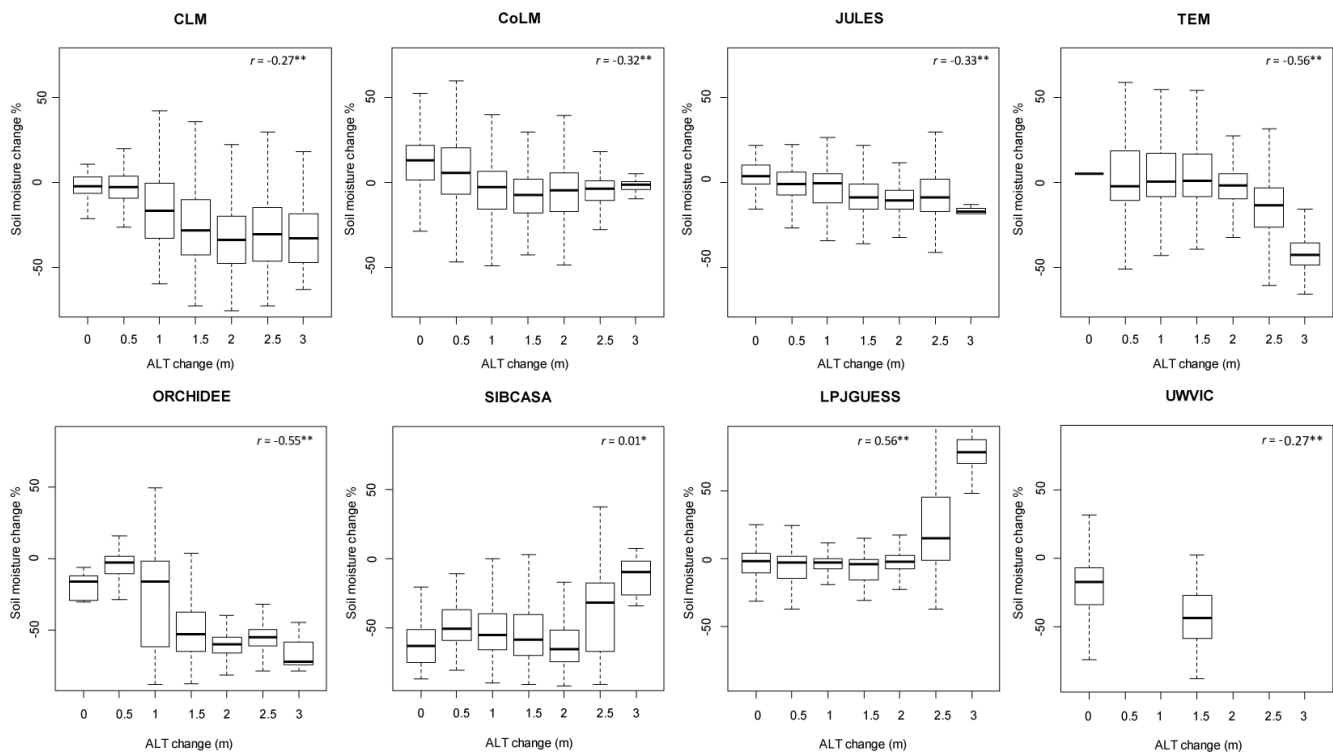 CLM
r = -0.27**
Soil moisture change %
50
0
-50
0 0.5 1 1.5 2 2.5 3
ALT change (m)
CoLM
r = -0.32**
Soil moisture change %
50
0
-50
0 0.5 1 1.5 2 2.5 3
ALT change (m)
JULES
r = -0.33**
Soil moisture change %
50
0
-50
0 0.5 1 1.5 2 2.5 3
ALT change (m)
TEM
r = -0.56**
Soil moisture change %
50
0
-50
0 0.5 1 1.5 2 2.5 3
ALT change (m)
ORCHIDEE
r = -0.55**
Soil moisture change %
50
0
-50
0 0.5 1 1.5 2 2.5 3
ALT change (m)
SIBCASA
r = 0.01*
Soil moisture change %
50
0
-50
0 0.5 1 1.5 2 2.5 3
ALT change (m)
LPJGUESS
r = 0.56**
Soil moisture change %
50
0
-50
0 0.5 1 1.5 2 2.5 3
ALT change (m)
UWVIC
r = -0.27**
Soil moisture change %
50
0
-50
0 0.5 1 1.5 2 2.5 3
ALT change (m)